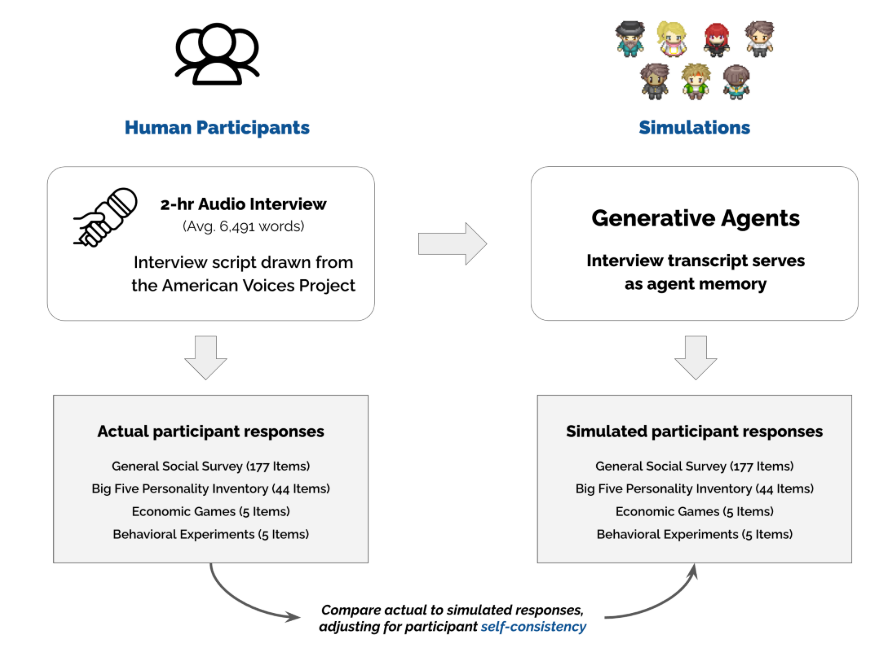 Human Participants
Simulations
2-hr Audio Interview
(Avg. 6,491 words)
Interview script drawn from
the American Voices Project
Generative Agents
Interview transcript serves
as agent memory
Actual participant responses
General Social Survey (177 Items)
Big Five Personality Inventory (44 Items)
Economic Games (5 Items)
Behavioral Experiments (5 Items)
Simulated participant responses
General Social Survey (177 Items)
Big Five Personality Inventory (44 Items)
Economic Games (5 Items)
Behavioral Experiments (5 Items)
Compare actual to simulated responses,
adjusting for participant self-consistency